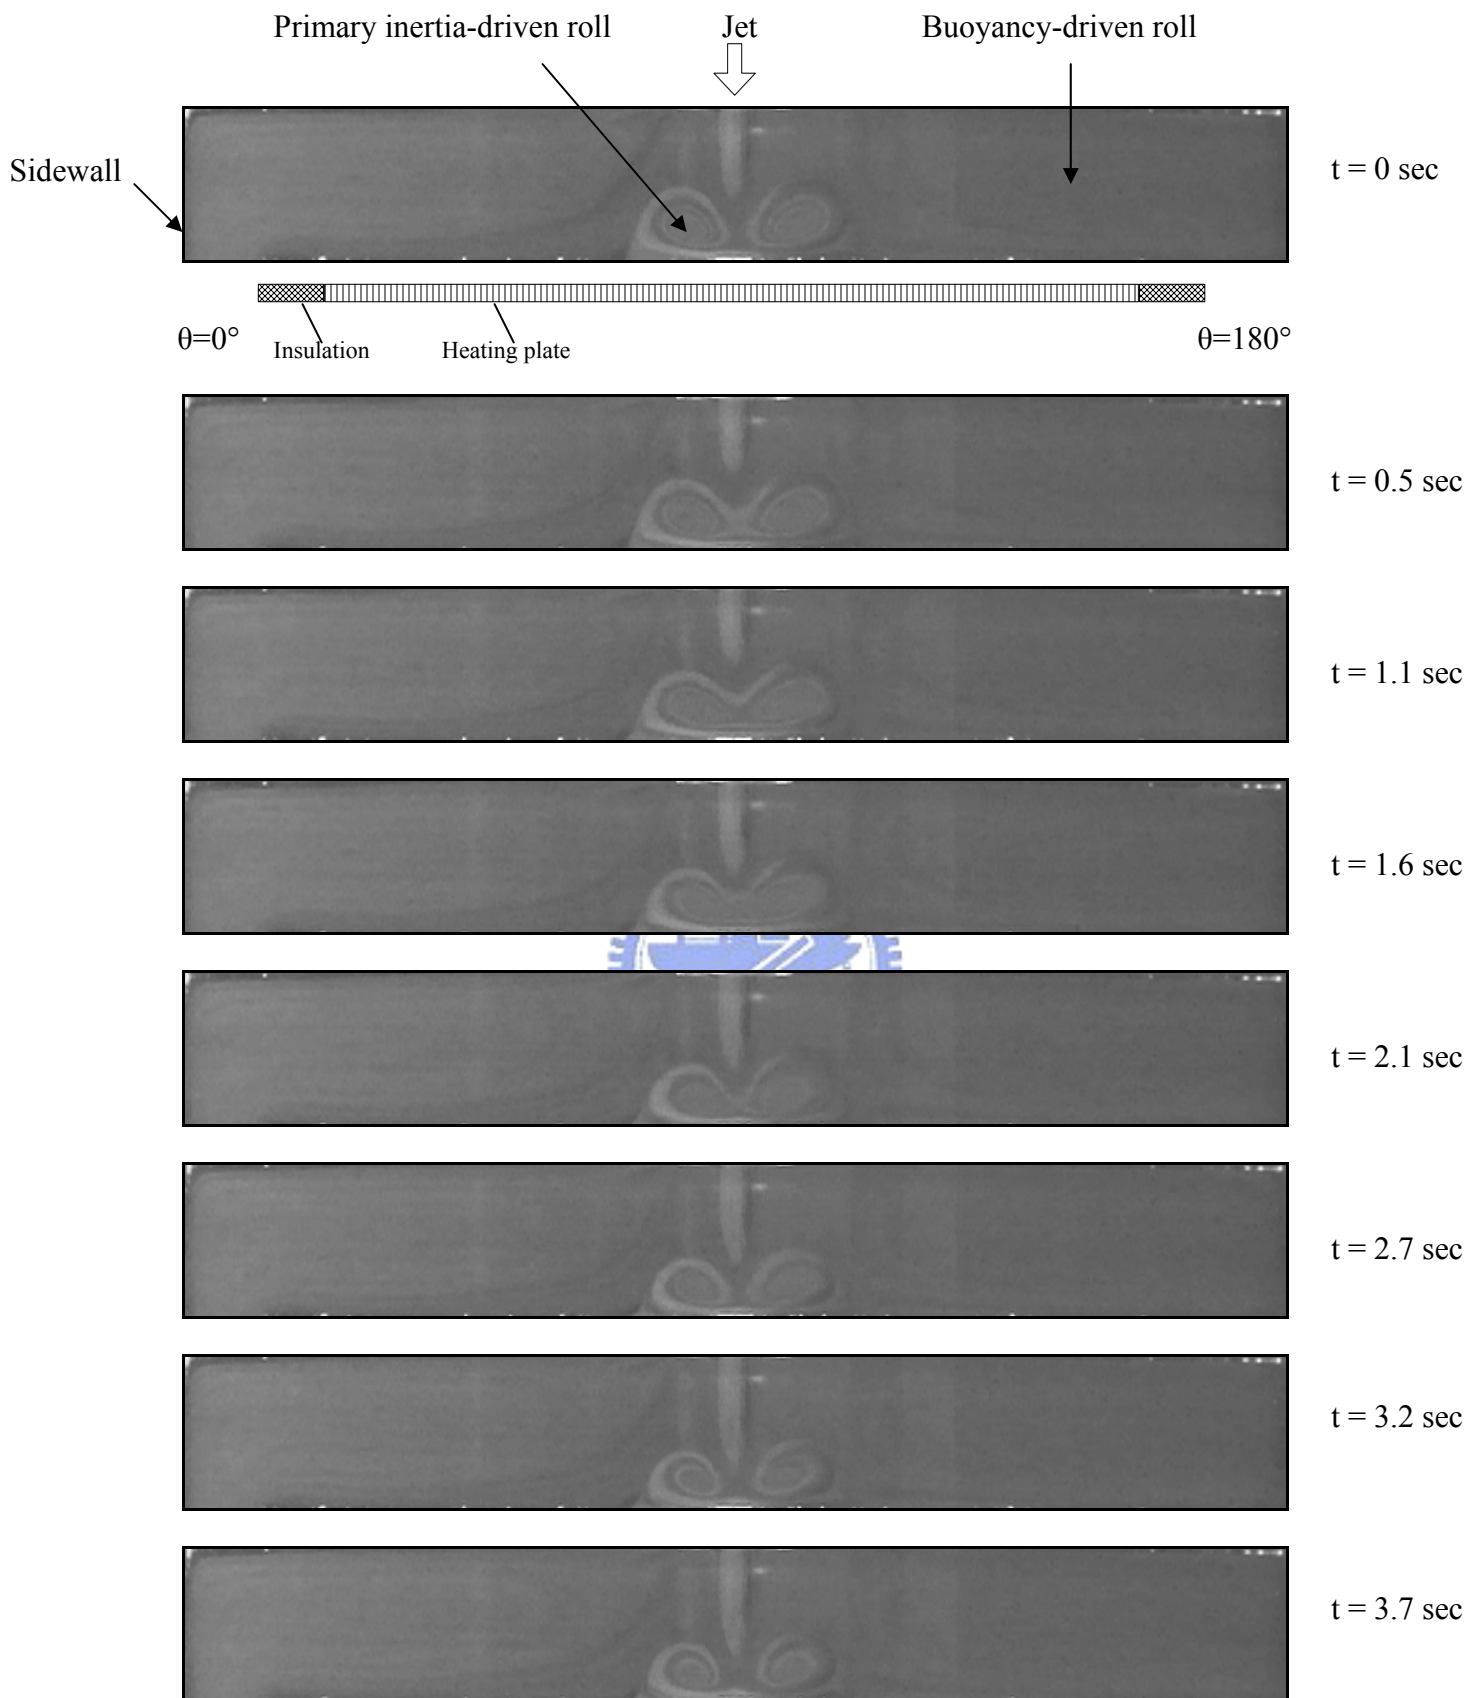 Primary inertia-driven roll
Jet
Buoyancy-driven roll
Sidewall
t = 0 sec
θ=0°
Insulation
Heating plate
θ=180°
t = 0.5 sec
t = 1.1 sec
t = 1.6 sec
t = 2.1 sec
t = 2.7 sec
t = 3.2 sec
t = 3.7 sec